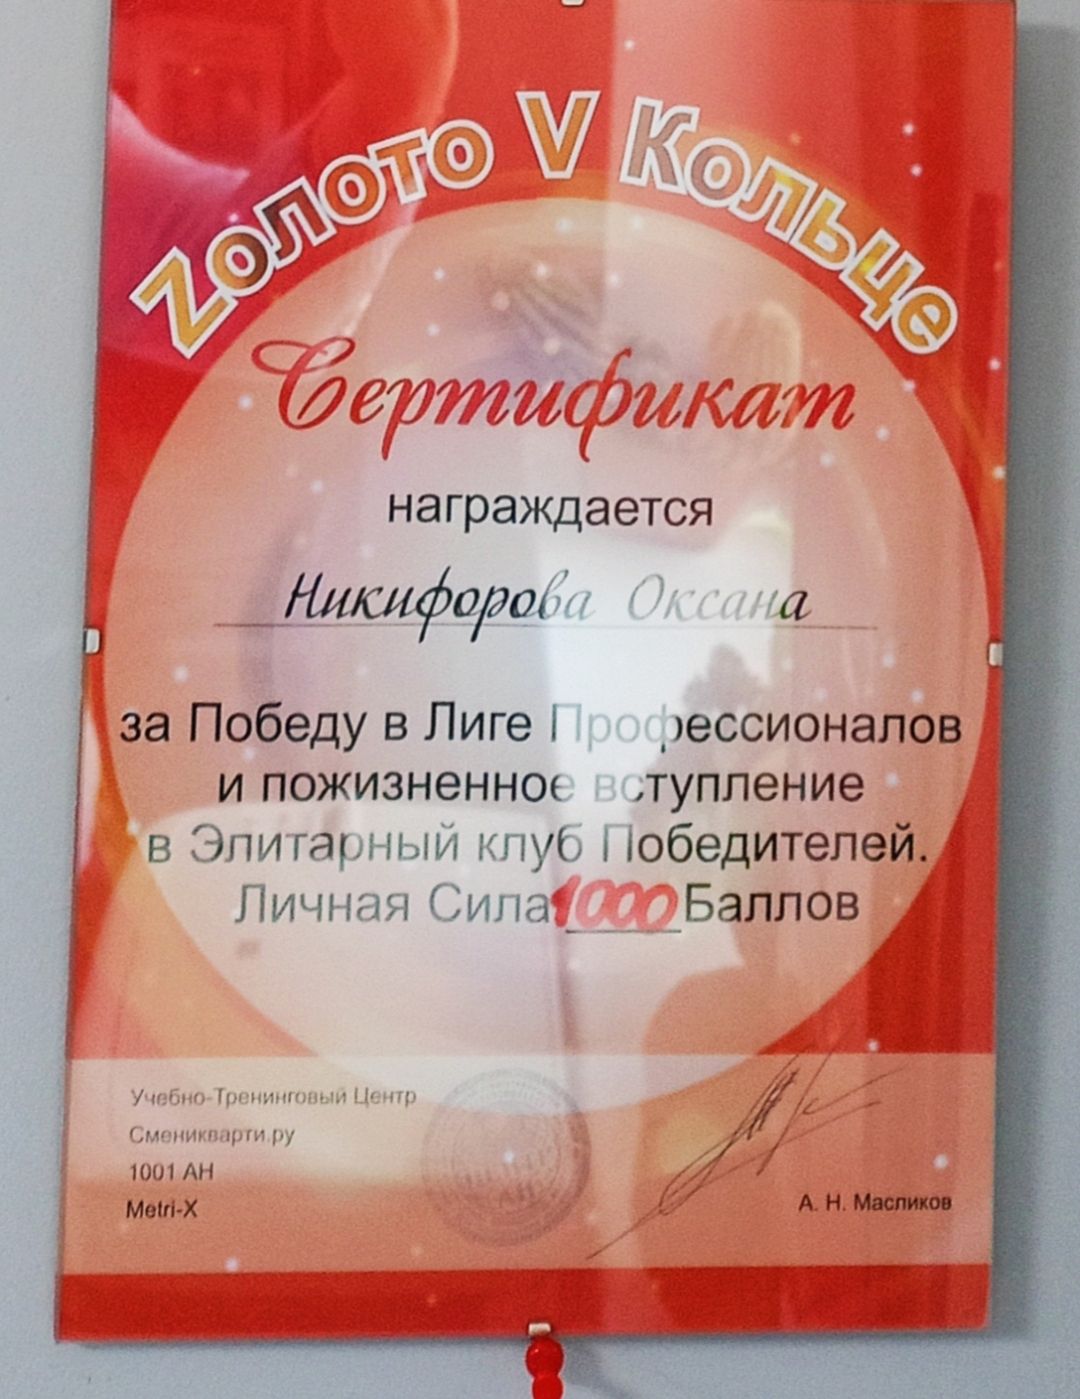 Zолото V Кольце
Сертификат
награждается
Никифорова Оксана
за Победу в Лиге Профессионалов
и пожизненное вступление
в Элитарный клуб Победителей.
Личная Сила 1000 Баллов
Учебно-Тренинговый Центр
Сменикварти.ру
1001 АН
Metri-X
А. Н. Масликов